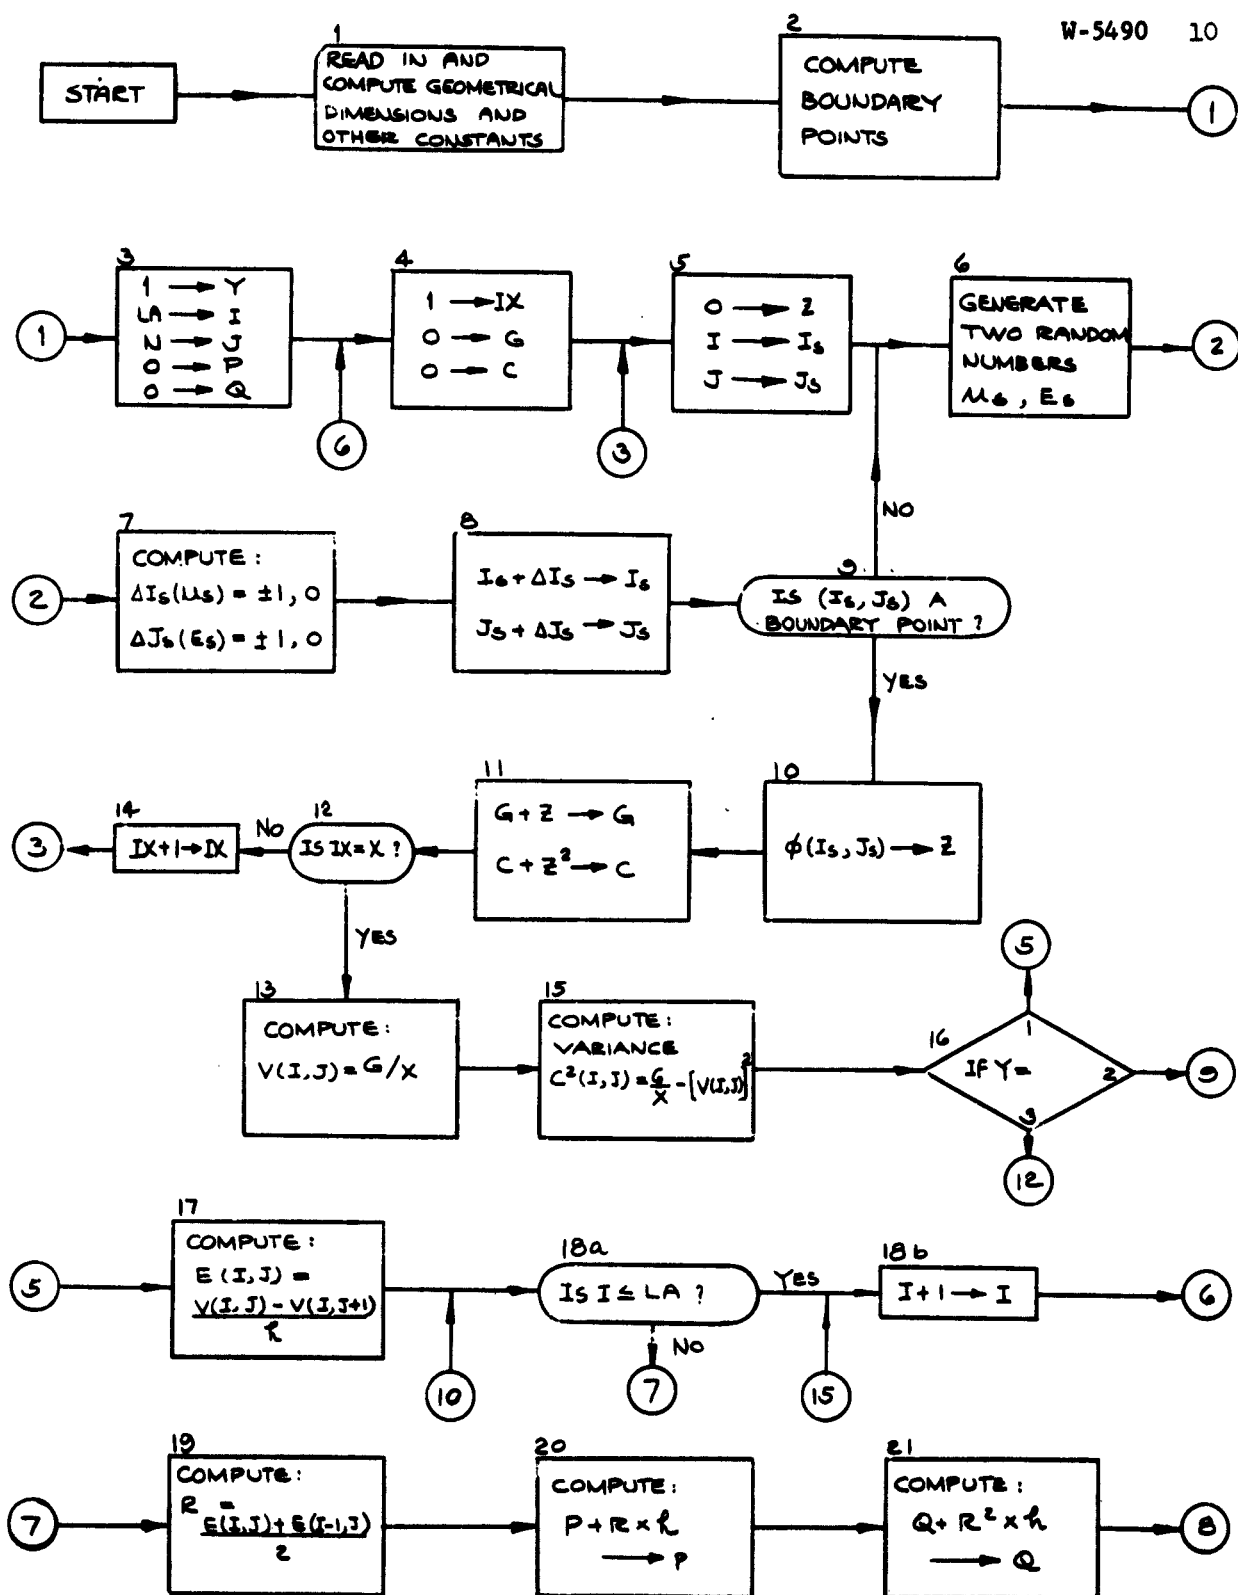 W-5490 10
START
1
READ IN AND
COMPUTE GEOMETRICAL
DIMENSIONS AND
OTHER CONSTANTS
2
COMPUTE
BOUNDARY
POINTS
1
1
3
1 → Y
LA → I
N → J
0 → P
0 → Q
6
4
1 → IX
0 → G
0 → C
3
5
0 → Z
I → Is
J → Js
6
GENERATE
TWO RANDOM
NUMBERS
Ms, Es
2
NO
2
7
COMPUTE:
ΔIs(Ms) = ±1, 0
ΔJs(Es) = ±1, 0
8
Is + ΔIs → Is
Js + ΔJs → Js
9
IS (Is, Js) A
BOUNDARY POINT?
YES
3
14
IX+1→IX
NO
12
IS IX=X?
11
G+Z → G
C+Z² → C
10
φ(Is, Js) → Z
YES
13
COMPUTE:
V(I,J) = G/X
15
COMPUTE:
VARIANCE
C²(I,J) = G/X - [V(I,J)]²
16
IF Y=
1
2
3
5
9
12
5
17
COMPUTE:
E(I,J) =
V(I,J) - V(I,J+1)
h
10
18a
IS I ≤ LA ?
NO
7
YES
15
18b
I+1 → I
6
7
19
COMPUTE:
R =
E(I,J) + E(I-1,J)
2
20
COMPUTE:
P + R × h
→ P
21
COMPUTE:
Q + R² × h
→ Q
8